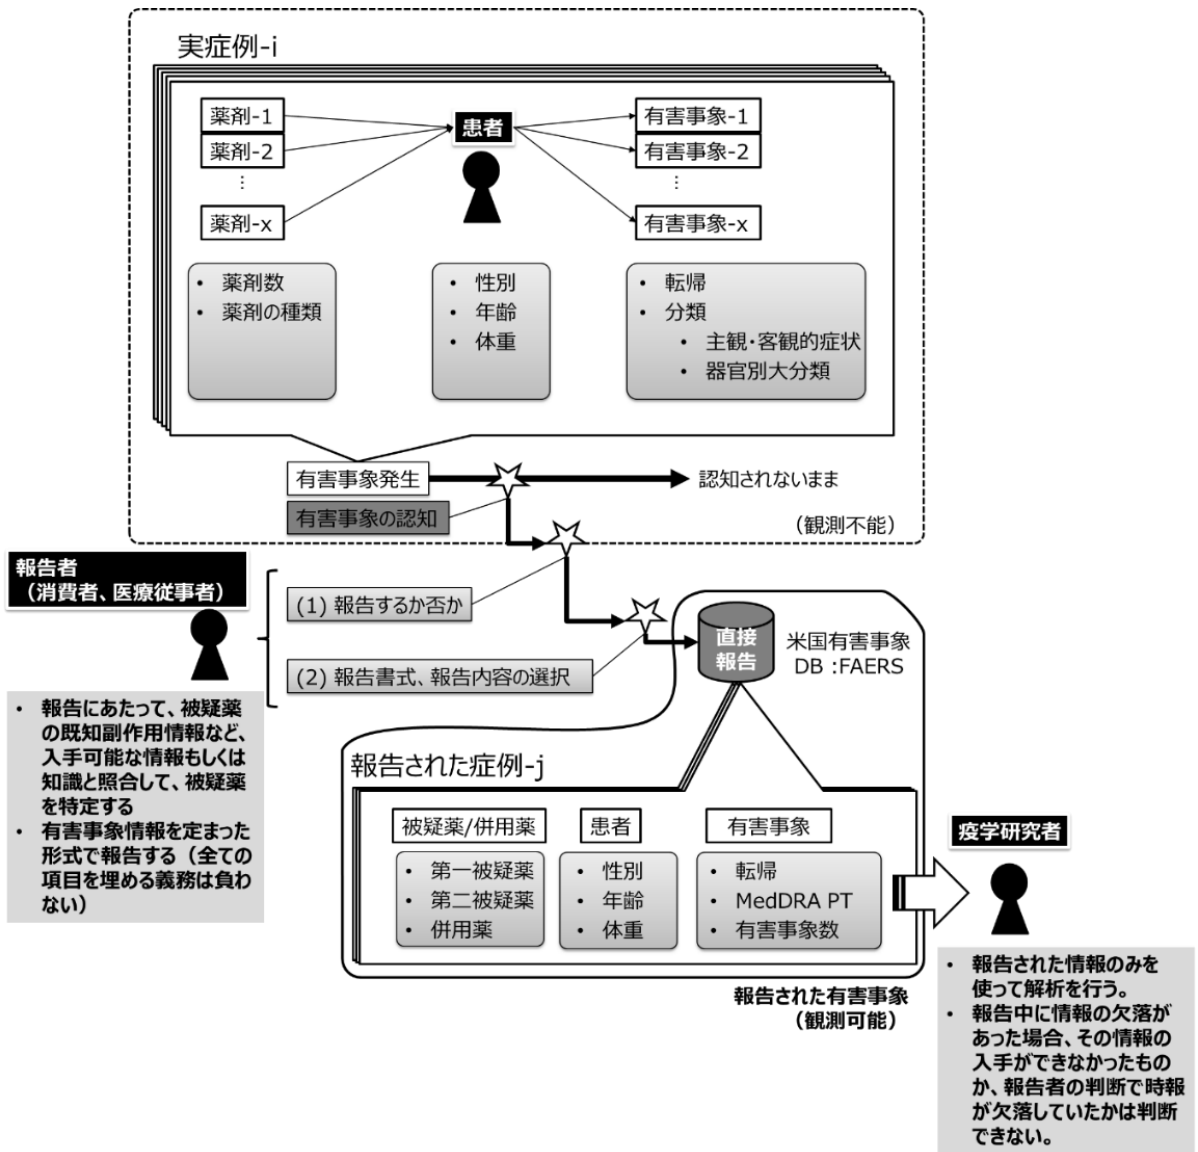 実症例-i
薬剤-1
薬剤-2
⋮
薬剤-x
患者
有害事象-1
有害事象-2
⋮
有害事象-x
• 薬剤数
• 薬剤の種類
• 性別
• 年齢
• 体重
• 転帰
• 分類
• 主観・客観的症状
• 器官別大分類
有害事象発生
認知されないまま
有害事象の認知
（観測不能）
報告者
（消費者、医療従事者）
(1) 報告するか否か
(2) 報告書式、報告内容の選択
• 報告にあたって、被疑薬
の既知副作用情報など、
入手可能な情報もしくは
知識と照合して、被疑薬
を特定する
• 有害事象情報を定まった
形式で報告する（全ての
項目を埋める義務は負わ
ない）
直接
報告
米国有害事象
DB :FAERS
報告された症例-j
被疑薬/併用薬
• 第一被疑薬
• 第二被疑薬
• 併用薬
患者
• 性別
• 年齢
• 体重
有害事象
• 転帰
• MedDRA PT
• 有害事象数
報告された有害事象
（観測可能）
疫学研究者
• 報告された情報のみを
使って解析を行う。
• 報告中に情報の欠落が
あった場合、その情報の
入手ができなかったもの
か、報告者の判断で時報
が欠落していたかは判断
できない。